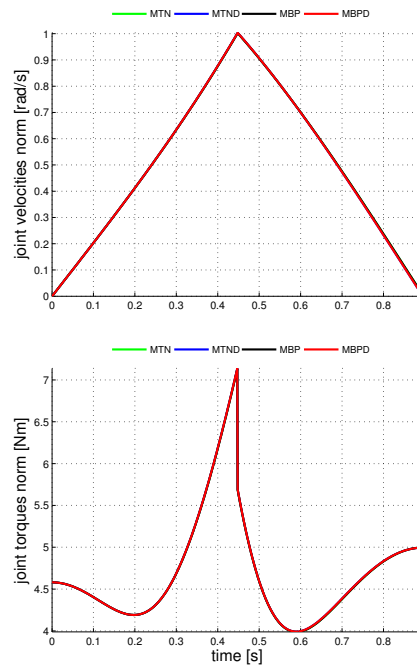 MTN MTND MBP MBPD
1
0.9
0.8
0.7
0.6
0.5
0.4
0.3
0.2
0.1
0
joint velocities norm [rad/s]
0 0.1 0.2 0.3 0.4 0.5 0.6 0.7 0.8
MTN MTND MBP MBPD
7
6.5
6
5.5
5
4.5
4
joint torques norm [Nm]
0 0.1 0.2 0.3 0.4 0.5 0.6 0.7 0.8
time [s]